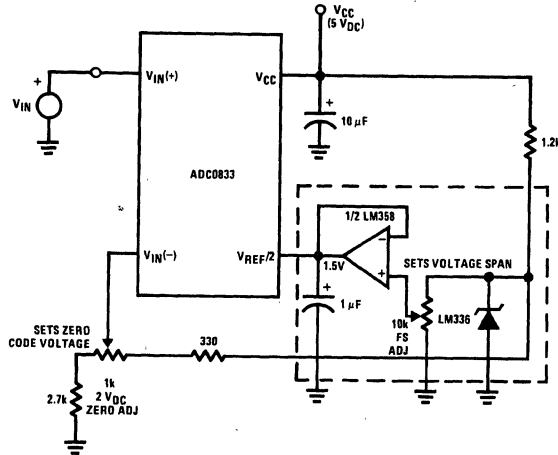 VCC
(5 VDC)
VIN(+)
VCC
+
VIN
+
10 µF
1.2k
ADC0833
1/2 LM358
VIN(−)
VREF/2
1.5V
−
+
SETS VOLTAGE SPAN
+
1 µF
10k
FS
ADJ
LM336
SETS ZERO
CODE VOLTAGE
330
1k
2 VDC
ZERO ADJ
2.7k